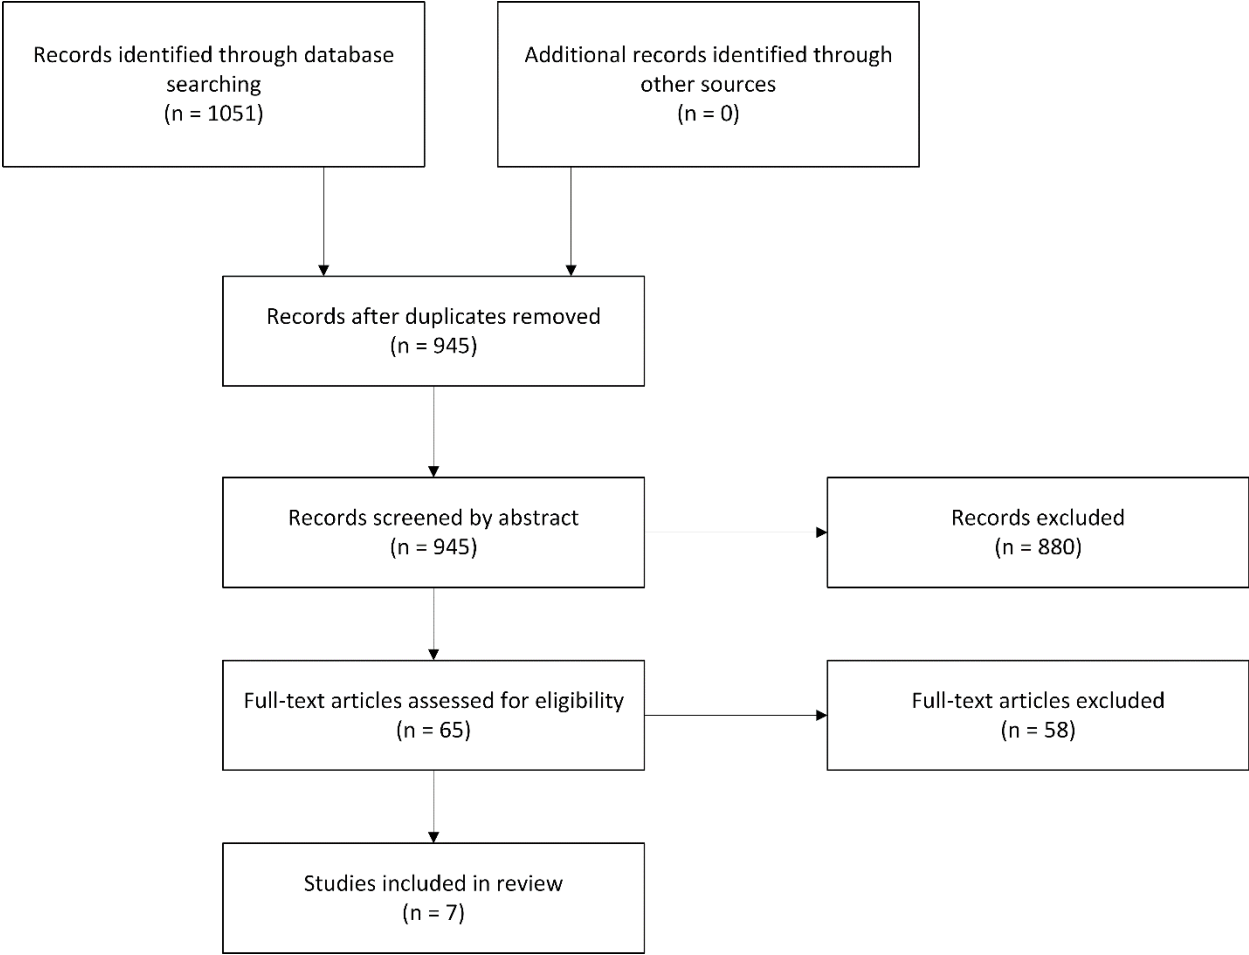 Records identified through database
searching
(n = 1051)
Additional records identified through
other sources
(n = 0)
Records after duplicates removed
(n = 945)
Records screened by abstract
(n = 945)
Records excluded
(n = 880)
Full-text articles assessed for eligibility
(n = 65)
Full-text articles excluded
(n = 58)
Studies included in review
(n = 7)